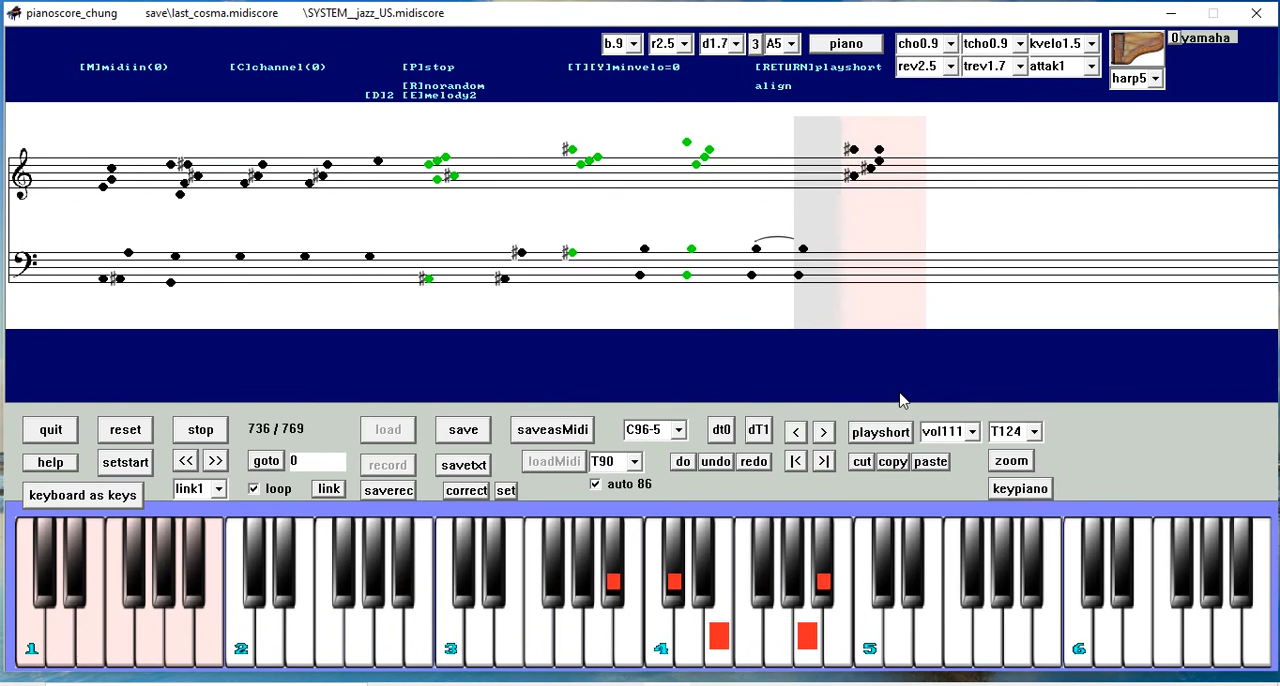 pianoscore_chung save\last_cosma.midiscore \SYSTEM__jazz_US.midiscore
b.9 r2.5 d1.7 3 A5 piano cho0.9 tcho0.9 kvelo1.5 0yamaha
[M]midiin(0) [C]channel(0) [P]stop [T][Y]minvelo=0 [RETURN]playshort rev2.5 trev1.7 attak1
[R]norandom align harp5
[D]2 [E]melody2
quit reset stop 736 / 769 load save saveasMidi C96-5 dt0 dT1 < > playshort vol111 T124
help setstart << >> goto 0 record savetxt loadMidi T90 do undo redo |< >| cut copy paste zoom
keyboard as keys link1 loop link saverec correct set auto 86 keypiano
1 2 3 4 5 6